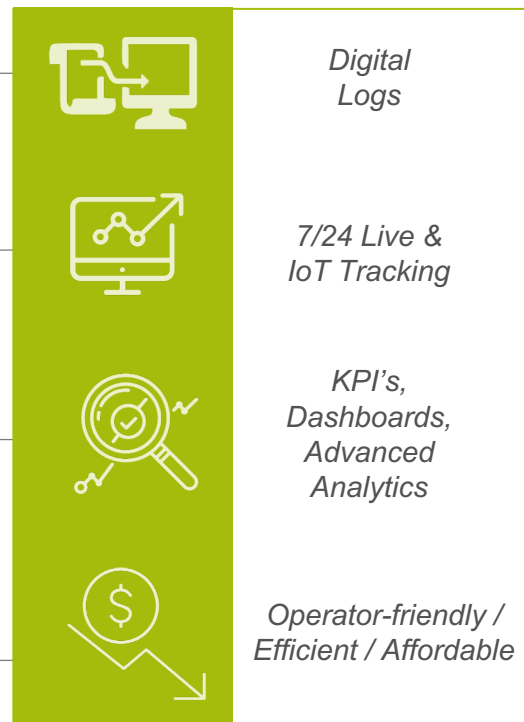 Digital
Logs
7/24 Live &
IoT Tracking
KPI’s,
Dashboards,
Advanced
Analytics
$
Operator-friendly /
Efficient / Affordable